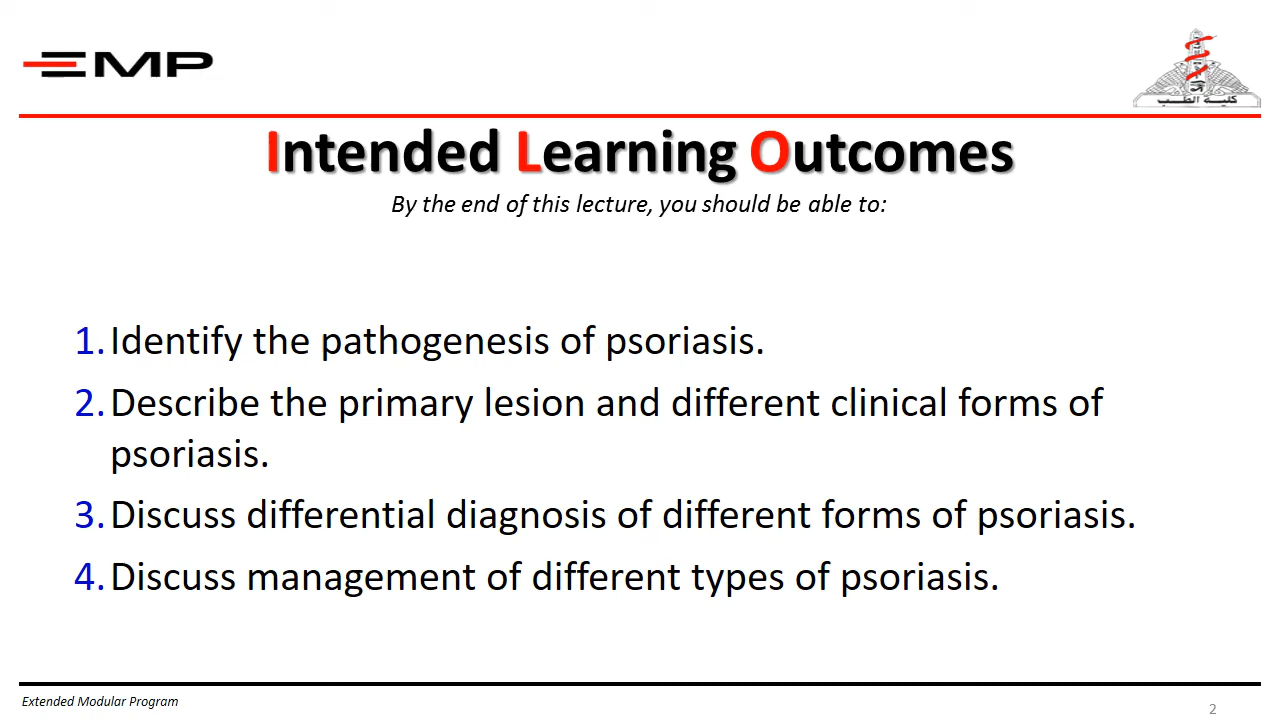 EMP
كلية الطب
Intended Learning Outcomes
By the end of this lecture, you should be able to:
1. Identify the pathogenesis of psoriasis.
2. Describe the primary lesion and different clinical forms of
psoriasis.
3. Discuss differential diagnosis of different forms of psoriasis.
4. Discuss management of different types of psoriasis.
Extended Modular Program
2